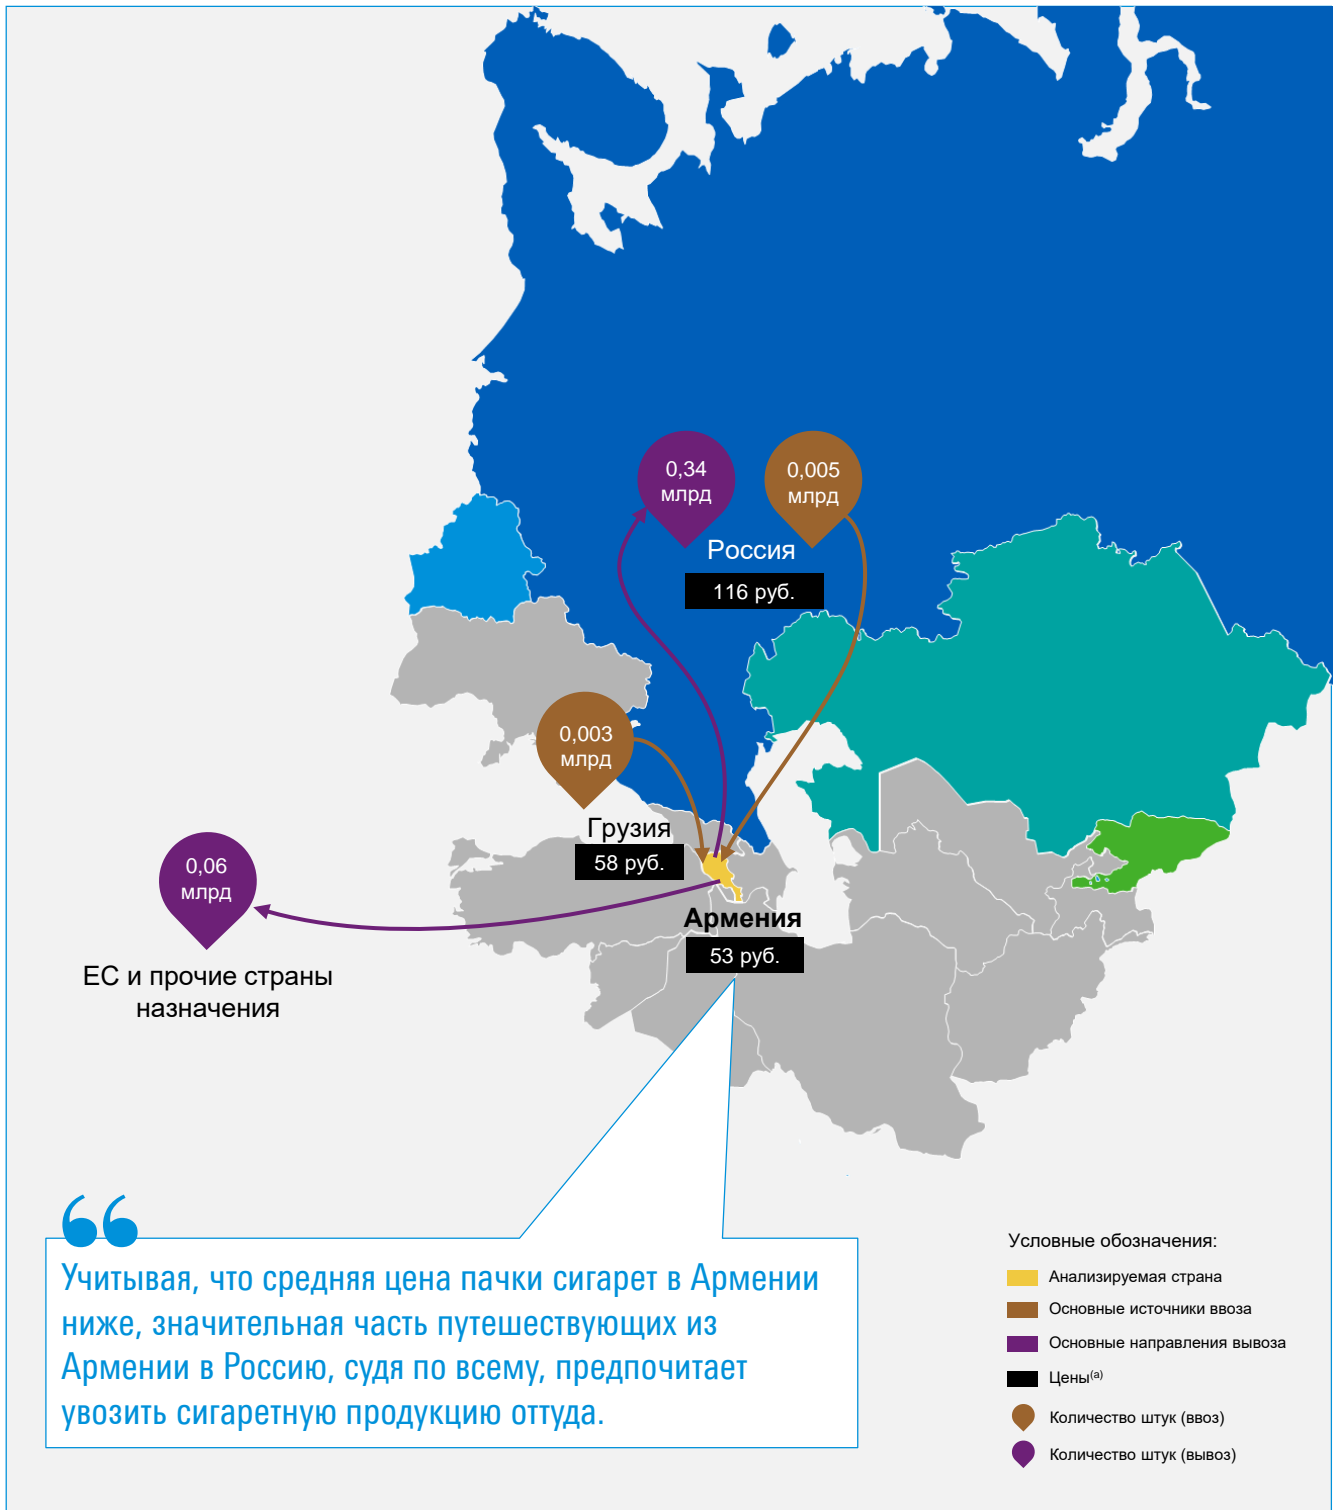 0,34
млрд
0,005
млрд
Россия
116 руб.
0,003
млрд
Грузия
58 руб.
0,06
млрд
Армения
53 руб.
ЕС и прочие страны
назначения
Учитывая, что средняя цена пачки сигарет в Армении
ниже, значительная часть путешествующих из
Армении в Россию, судя по всему, предпочитает
увозить сигаретную продукцию оттуда.
Условные обозначения:
Анализируемая страна
Основные источники ввоза
Основные направления вывоза
Цены(а)
Количество штук (ввоз)
Количество штук (вывоз)